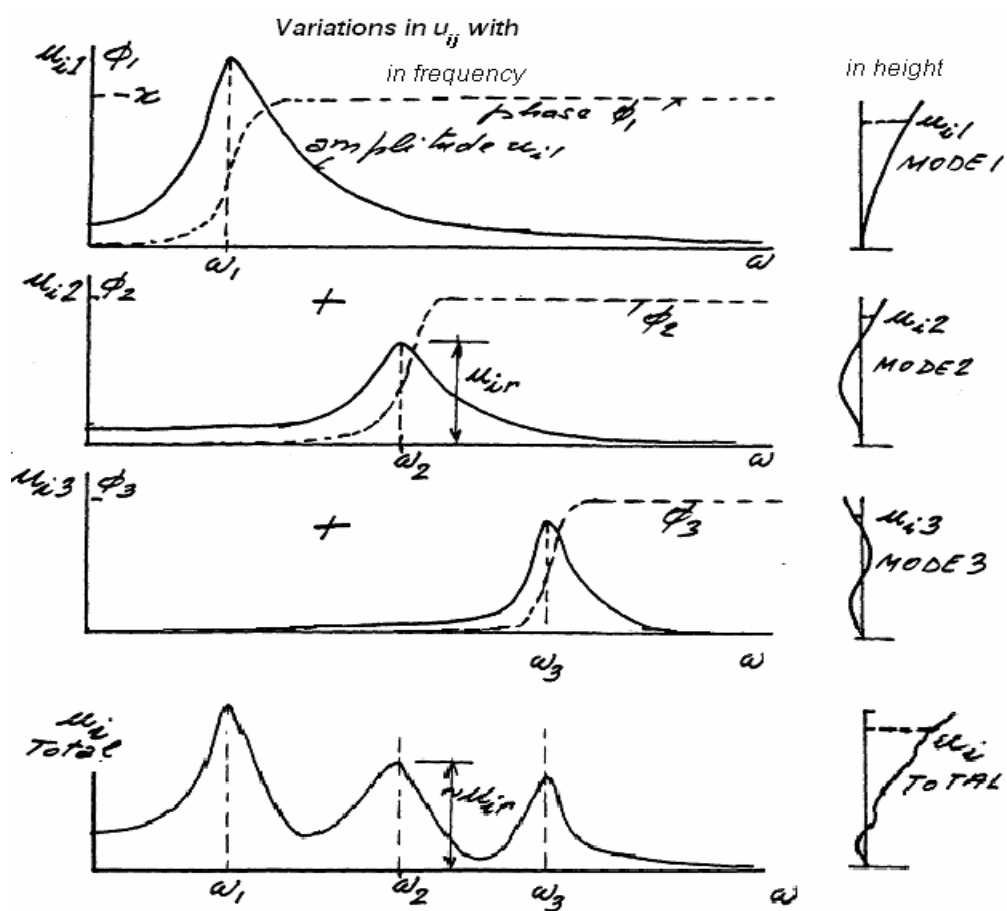 Variations in u_ij with
in frequency
in height
u_i1 ϕ_1
π
phase ϕ_1
amplitude u_i1
ω_1
ω
u_i1
MODE 1
u_i2 ϕ_2
+
ϕ_2
u_ir
ω_2
ω
u_i2
MODE 2
u_i3 ϕ_3
+
ϕ_3
ω_3
ω
u_i3
MODE 3
u_i
Total
~u_ir
ω_1
ω_2
ω_3
ω
u_i
TOTAL